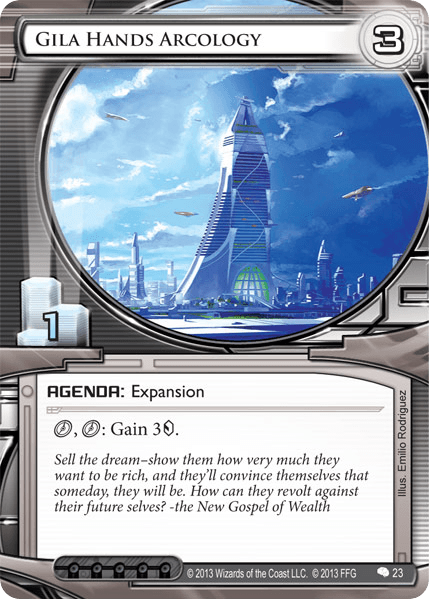 Gila Hands Arcology
3
1
AGENDA: Expansion
, : Gain 3.
Sell the dream–show them how very much they
want to be rich, and they'll convince themselves that
someday, they will be. How can they revolt against
their future selves? -the New Gospel of Wealth
Illus. Emilio Rodriguez
© 2013 Wizards of the Coast LLC. © 2013 FFG
23